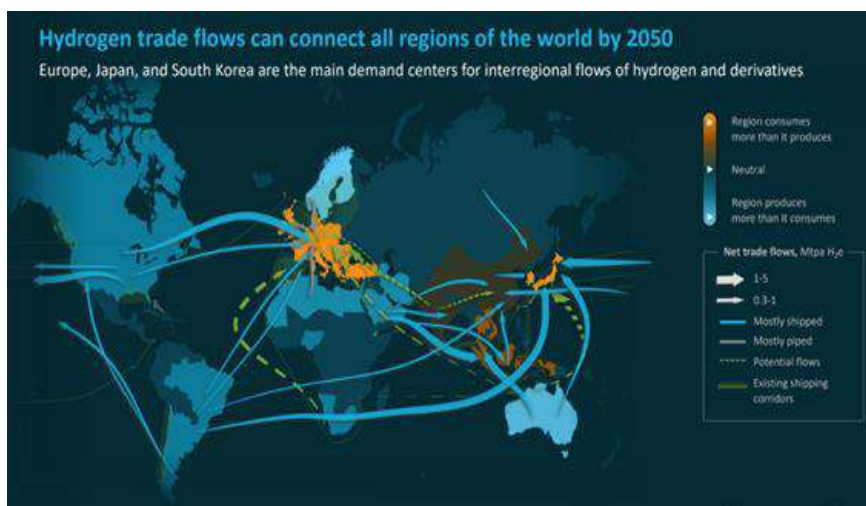 Hydrogen trade flows can connect all regions of the world by 2050
Europe, Japan, and South Korea are the main demand centers for interregional flows of hydrogen and derivatives
Region consumes
more than it produces
Neutral
Region produces
more than it consumes
Net trade flows, Mtpa H₂e
1-5
0.3-1
Mostly shipped
Mostly piped
Potential flows
Existing shipping
corridors